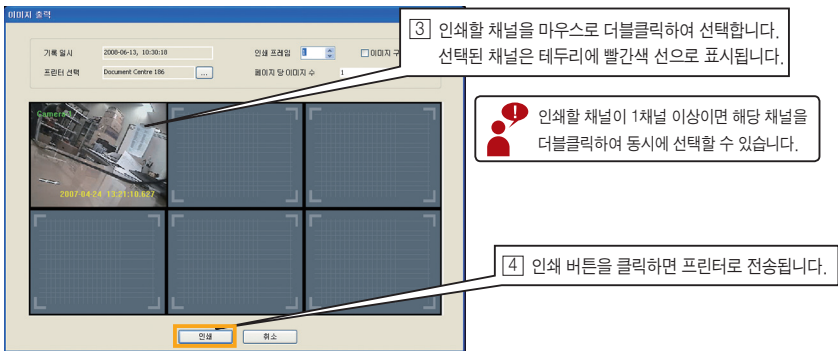 이미지 출력
3 인쇄할 채널을 마우스로 더블클릭하여 선택합니다.
선택된 채널은 테두리에 빨간색 선으로 표시됩니다.
기록 일시 2008-06-13, 10:30:18 인쇄 프레임 1 이미지 구
프린터 선택 Document Centre 186 ... 페이지 당 이미지 수 1
인쇄할 채널이 1채널 이상이면 해당 채널을
더블클릭하여 동시에 선택할 수 있습니다.
2007-04-24 13:21:10.627
4 인쇄 버튼을 클릭하면 프린터로 전송됩니다.
인쇄 취소